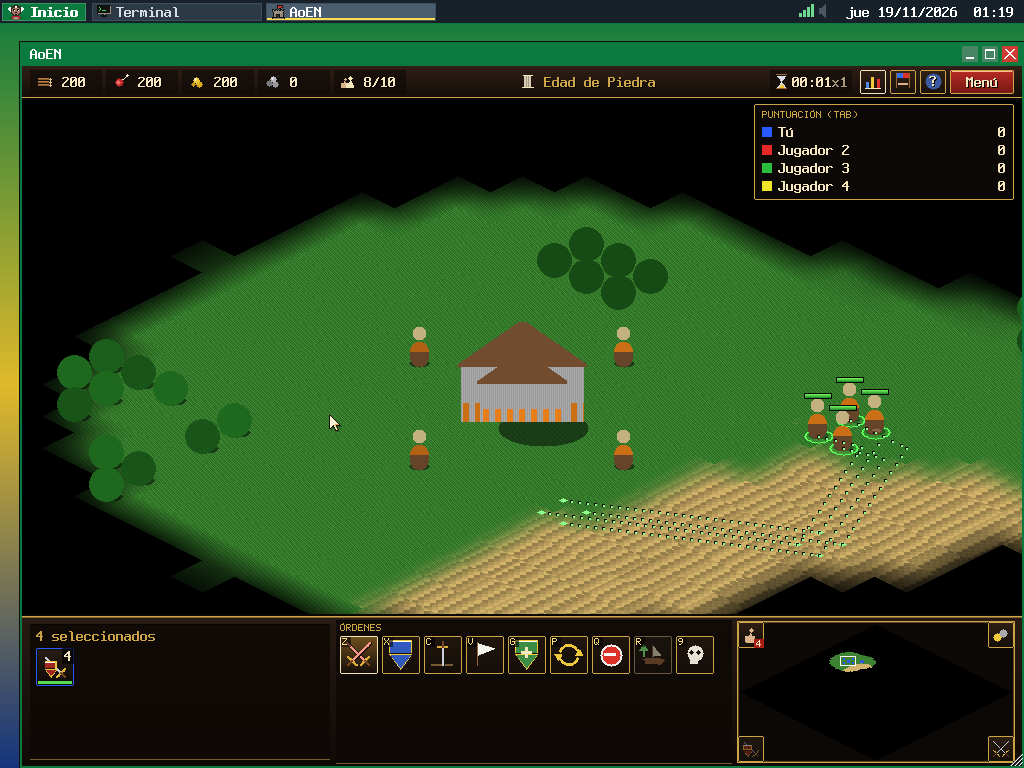 Inicio
Terminal
AoEN
jue 19/11/2026 01:19
AoEN
200
200
200
0
8/10
Edad de Piedra
00:01x1
Menú
PUNTUACIÓN (TAB)
Tú 0
Jugador 2 0
Jugador 3 0
Jugador 4 0
4 seleccionados
4
ÓRDENES
Z
X
C
V
G
P
Q
R
9
4